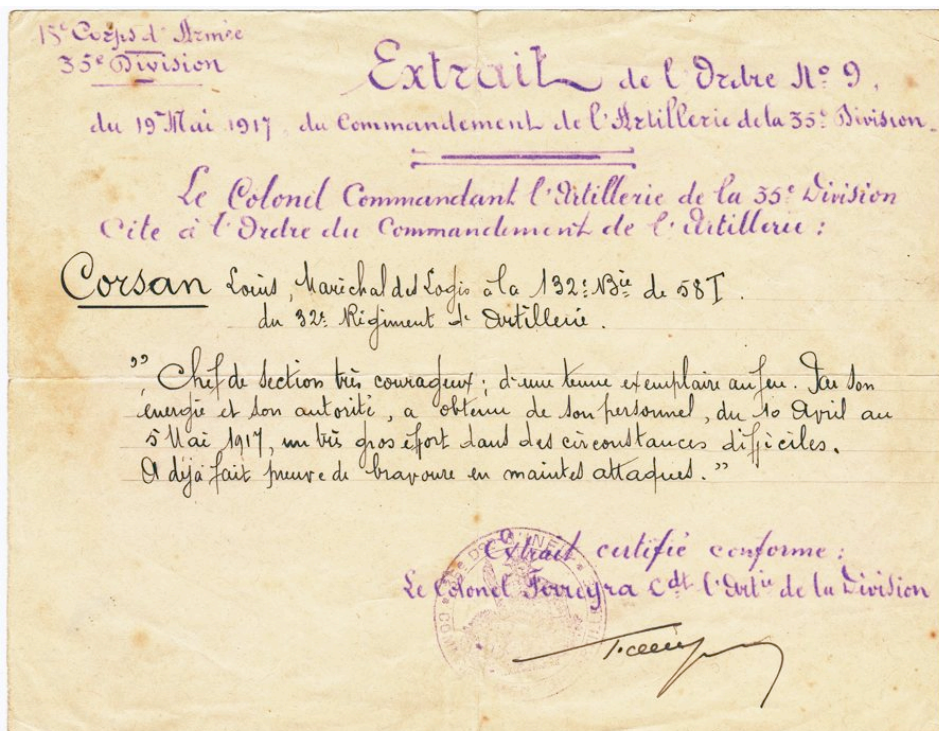 18e Corps d'Armée
35e Division
Extrait de l'Ordre No 9,
du 19 Mai 1917, du Commandement de l'Artillerie de la 35e Division.
Le Colonel Commandant l'Artillerie de la 35e Division
Cite à l'Ordre du Commandement de l'Artillerie :
Corsan Louis, Maréchal des Logis à la 132e Bie de 58 T.
du 32e Régiment d'Artillerie.
"Chef de section très courageux ; d'une tenue exemplaire au feu. Par son
énergie et son autorité, a obtenu de son personnel, du 10 Avril au
5 Mai 1917, un très gros effort dans des circonstances difficiles.
A déjà fait preuve de bravoure en maintes attaques."
Extrait certifié conforme :
Le Colonel Ferreyra Cdt l'Artie de la Division